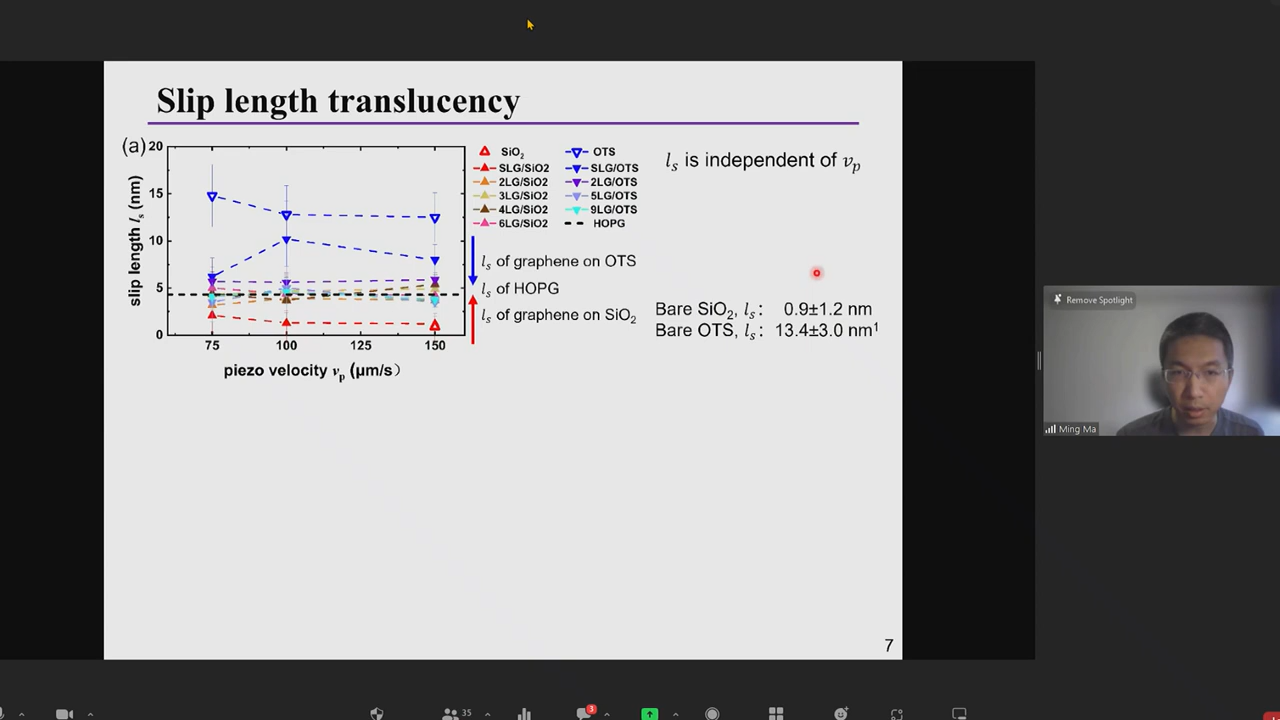 Slip length translucency
(a)
20
15
10
5
0
slip length lₛ (nm)
75 100 125 150
piezo velocity vₚ (μm/s)
SiO₂
SLG/SiO2
2LG/SiO2
3LG/SiO2
4LG/SiO2
6LG/SiO2
OTS
SLG/OTS
2LG/OTS
5LG/OTS
9LG/OTS
HOPG
lₛ of graphene on OTS
lₛ of HOPG
lₛ of graphene on SiO₂
lₛ is independent of vₚ
Bare SiO₂, lₛ: 0.9±1.2 nm
Bare OTS, lₛ: 13.4±3.0 nm¹
7
Remove Spotlight
Ming Ma
35
3